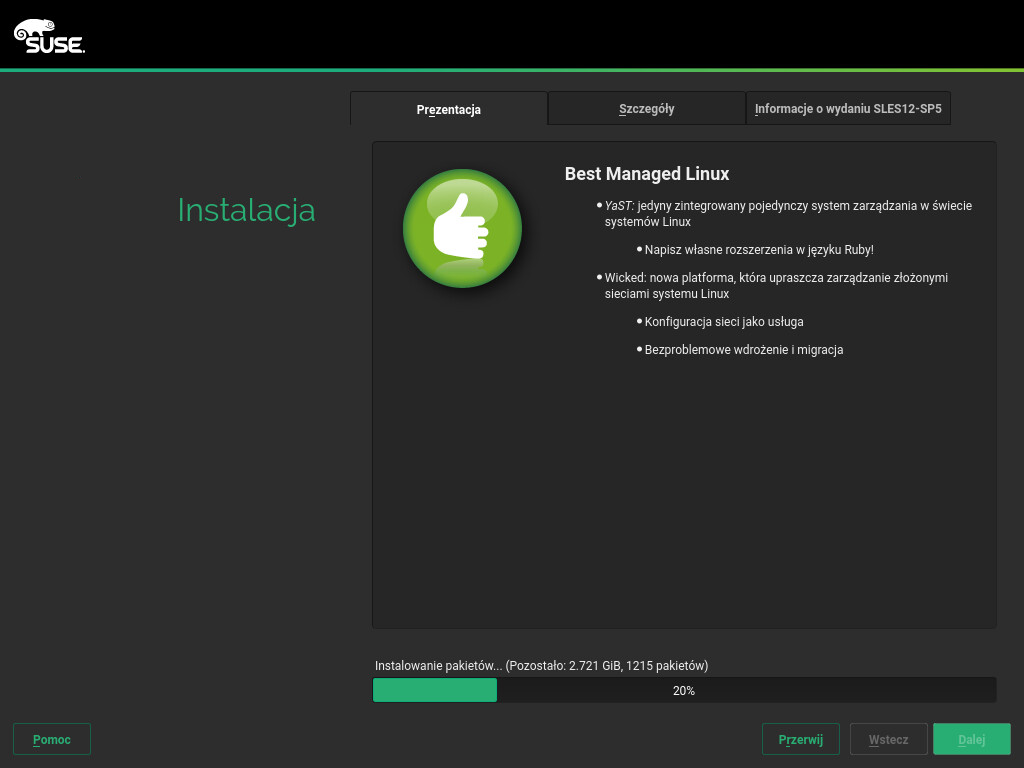 SUSE.
Prezentacja
Szczegóły
Informacje o wydaniu SLES12-SP5
Instalacja
Best Managed Linux
• YaST: jedyny zintegrowany pojedynczy system zarządzania w świecie
systemów Linux
• Napisz własne rozszerzenia w języku Ruby!
• Wicked: nowa platforma, która upraszcza zarządzanie złożonymi
sieciami systemu Linux
• Konfiguracja sieci jako usługa
• Bezproblemowe wdrożenie i migracja
Instalowanie pakietów... (Pozostało: 2.721 GiB, 1215 pakietów)
20%
Pomoc
Przerwij
Wstecz
Dalej